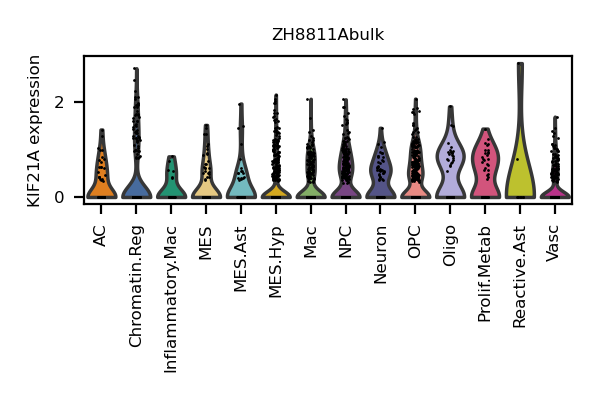 ZH8811Abulk
KIF21A expression
2
0
AC
Chromatin.Reg
Inflammatory.Mac
MES
MES.Ast
MES.Hyp
Mac
NPC
Neuron
OPC
Oligo
Prolif.Metab
Reactive.Ast
Vasc